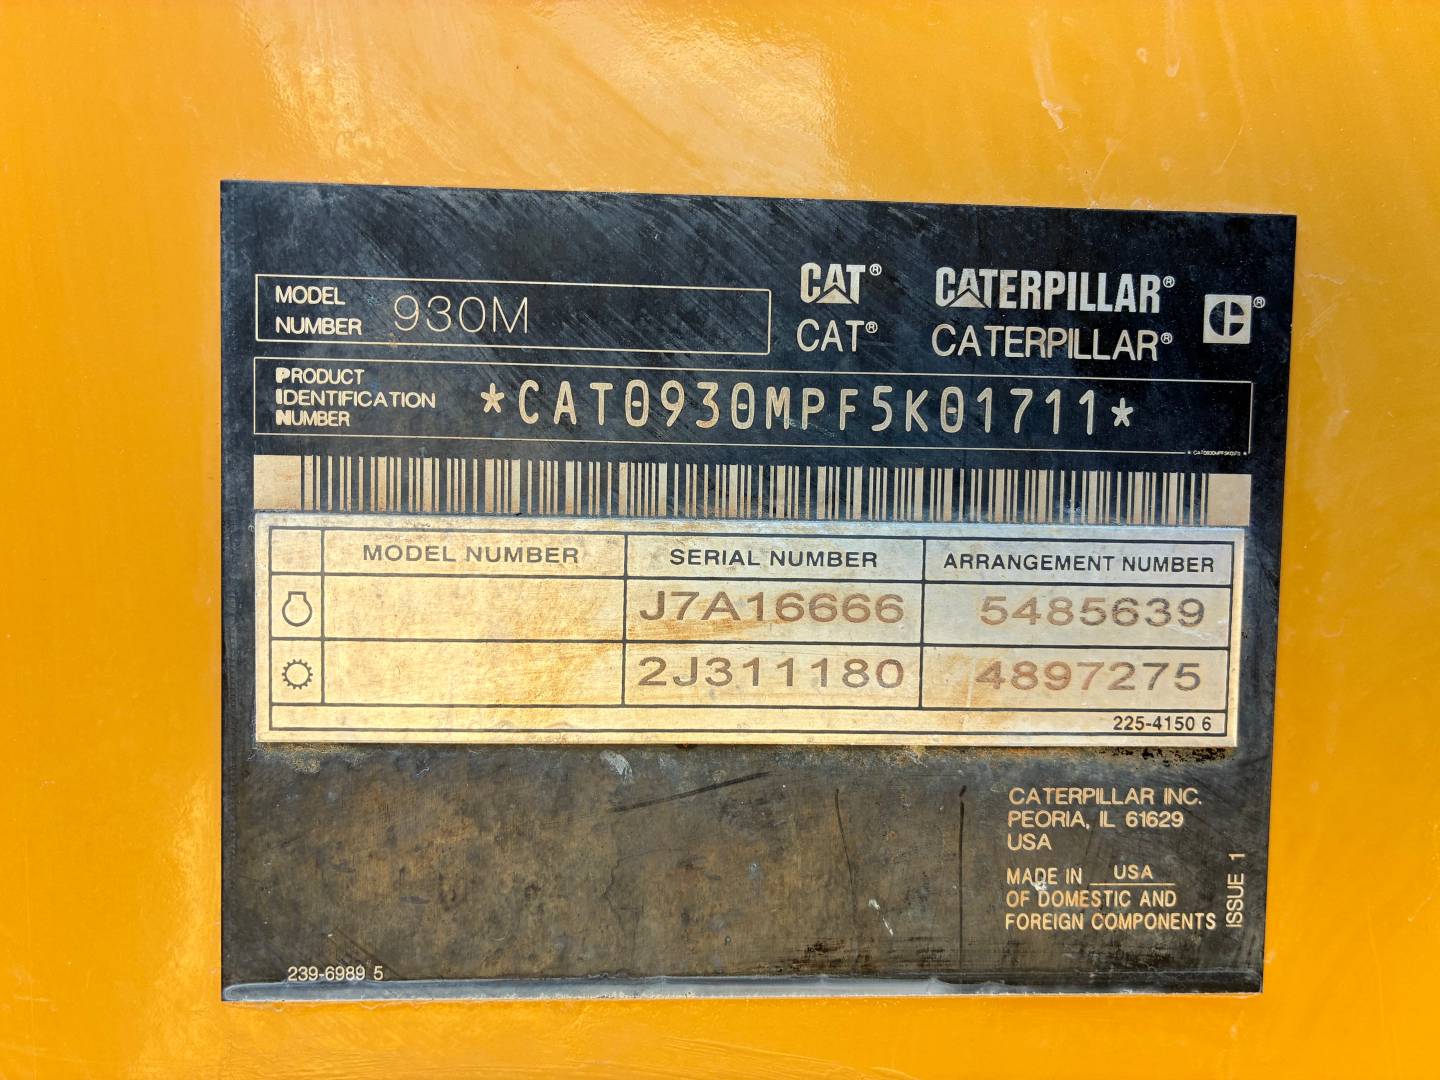 MODEL NUMBER 930M
CAT® CATERPILLAR®
CAT® CATERPILLAR®
PRODUCT IDENTIFICATION NUMBER *CAT0930MPF5K01711*
MODEL NUMBER SERIAL NUMBER ARRANGEMENT NUMBER
J7A16666 5485639
2J311180 4897275
225-4150 6
CATERPILLAR INC.
PEORIA, IL 61629
USA
MADE IN USA
OF DOMESTIC AND
FOREIGN COMPONENTS
ISSUE 1
239-6989 5